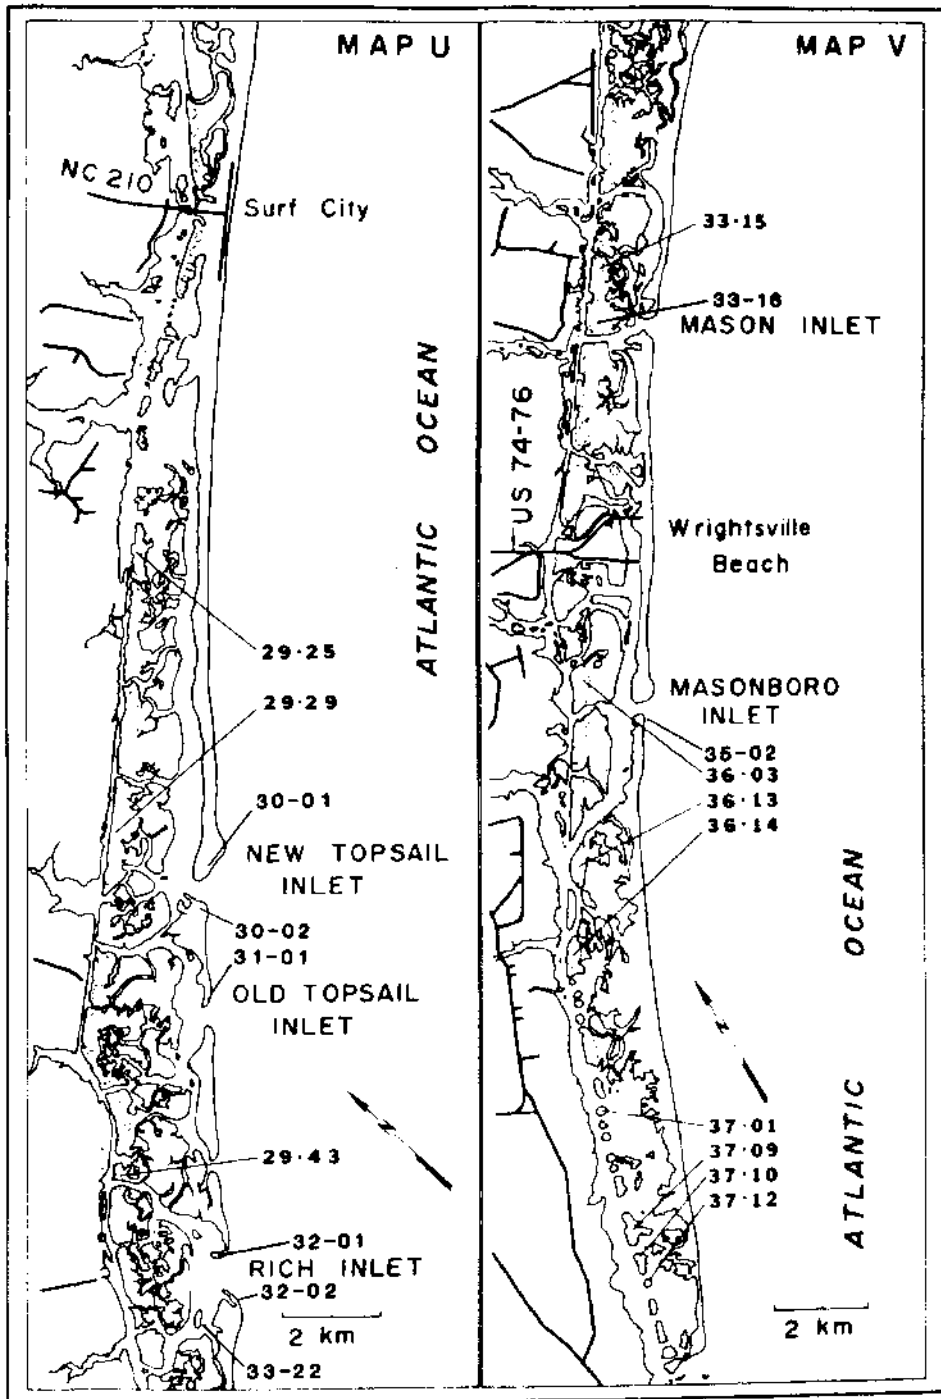 MAP U
NC 210
Surf City
ATLANTIC OCEAN
29·25
29·29
30-01
NEW TOPSAIL
INLET
30-02
31-01
OLD TOPSAIL
INLET
N
29·43
32-01
RICH INLET
32-02
2 km
33-22
MAP V
33·15
33-16
MASON INLET
US 74-76
Wrightsville
Beach
MASONBORO
INLET
35-02
36-03
36·13
36·14
ATLANTIC OCEAN
N
37·01
37·09
37·10
37·12
2 km